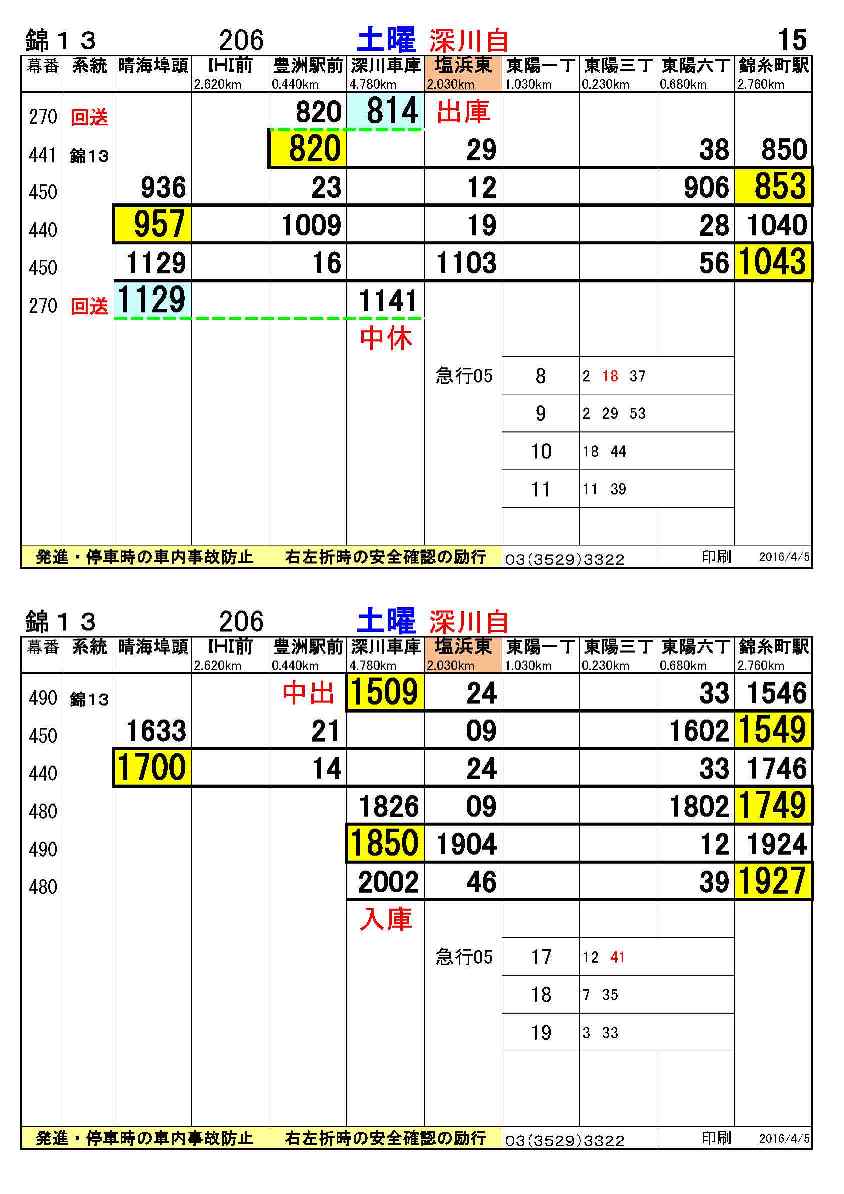 錦１３ 206 土曜 深川自 15
幕番 系統 晴海埠頭 IHI前 豊洲駅前 深川車庫 塩浜東 東陽一丁 東陽三丁 東陽六丁 錦糸町駅
2.620km 0.440km 4.780km 2.030km 1.030km 0.230km 0.680km 2.760km
270 回送 820 814 出庫
441 錦13 820 29 38 850
450 936 23 12 906 853
440 957 1009 19 28 1040
450 1129 16 1103 56 1043
270 回送 1129 1141
中休
急行05 8 2 18 37
9 2 29 53
10 18 44
11 11 39
発進・停車時の車内事故防止 右左折時の安全確認の励行 03(3529)3322 印刷 2016/4/5
錦１３ 206 土曜 深川自
幕番 系統 晴海埠頭 IHI前 豊洲駅前 深川車庫 塩浜東 東陽一丁 東陽三丁 東陽六丁 錦糸町駅
2.620km 0.440km 4.780km 2.030km 1.030km 0.230km 0.680km 2.760km
490 錦13 中出 1509 24 33 1546
450 1633 21 09 1602 1549
440 1700 14 24 33 1746
480 1826 09 1802 1749
490 1850 1904 12 1924
480 2002 46 39 1927
入庫
急行05 17 12 41
18 7 35
19 3 33
発進・停車時の車内事故防止 右左折時の安全確認の励行 03(3529)3322 印刷 2016/4/5